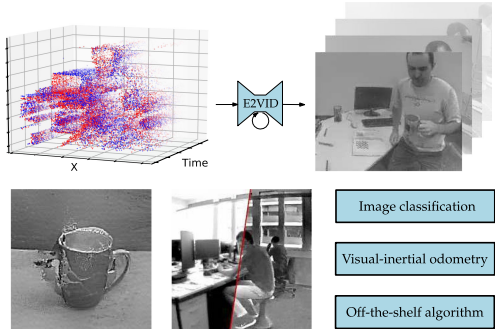 E2VID
Time
X
Image classification
Visual-inertial odometry
Off-the-shelf algorithm